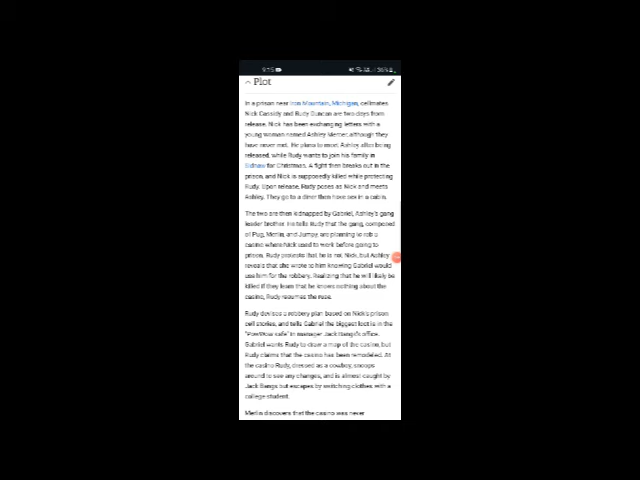 9:15
Plot
In a prison near Iron Mountain, Michigan, cellmates
Nick Cassidy and Rudy Duncan are two days from
release. Nick has been exchanging letters with a
young woman named Ashley Mercer, although they
have never met. He plans to meet Ashley after being
released, while Rudy wants to join his family in
Sidnaw for Christmas. A fight then breaks out in the
prison, and Nick is supposedly killed while protecting
Rudy. Upon release, Rudy poses as Nick and meets
Ashley. They go to a diner then have sex in a cabin.
The two are then kidnapped by Gabriel, Ashley's gang
leader brother. He tells Rudy that the gang, composed
of Pug, Merlin, and Jumpy, are planning to rob a
casino where Nick used to work before going to
prison. Rudy protests that he is not Nick, but Ashley
reveals that she wrote to him knowing Gabriel would
use him for the robbery. Realizing that he will likely be
killed if they learn that he knows nothing about the
casino, Rudy resumes the ruse.
Rudy devises a robbery plan based on Nick's prison
cell stories, and tells Gabriel the biggest loot is in the
"PowWow safe" in manager Jack Bangs's office.
Gabriel wants Rudy to draw a map of the casino, but
Rudy claims that the casino has been remodeled. At
the casino Rudy, dressed as a cowboy, snoops
around to see any changes, and is almost caught by
Jack Bangs but escapes by switching clothes with a
college student.
Merlin discovers that the casino was never